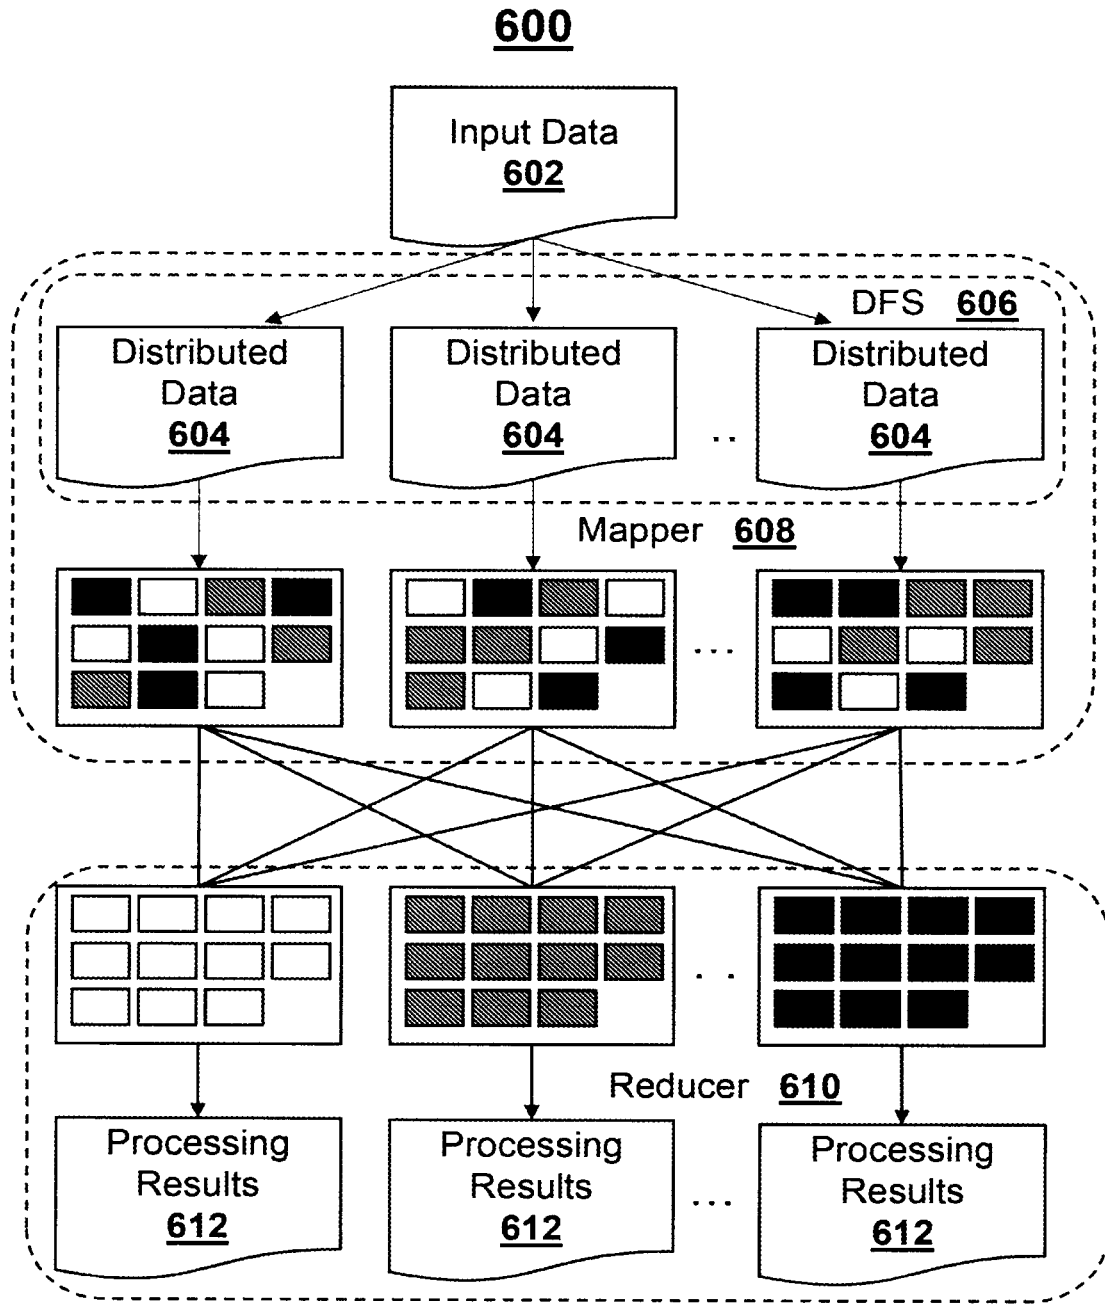 600
Input Data
602
DFS 606
Distributed
Data
604
Distributed
Data
604
..
Distributed
Data
604
Mapper 608
...
. .
Reducer 610
Processing
Results
612
Processing
Results
612
...
Processing
Results
612